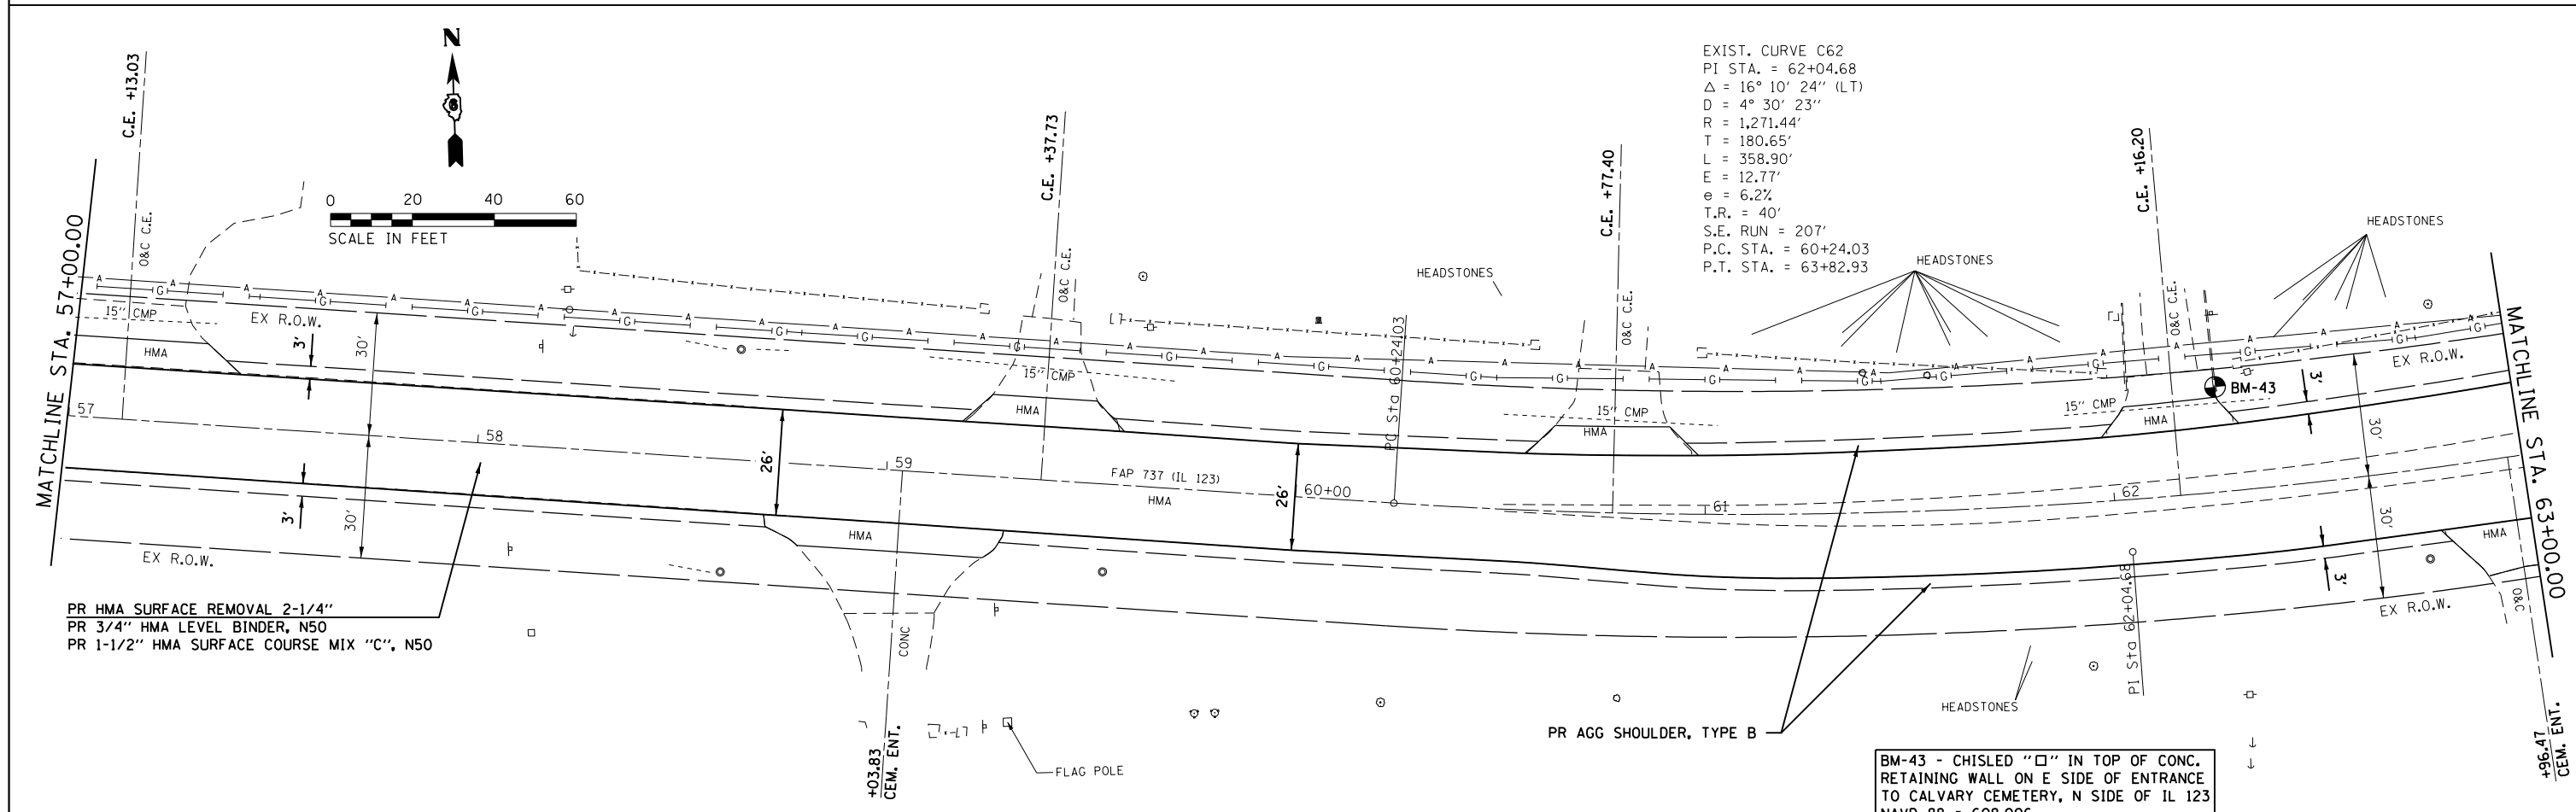 C.E. +13.03
N
0 20 40 60
SCALE IN FEET
C.E. +37.73
EXIST. CURVE C62
PI STA. = 62+04.68
Δ = 16° 10' 24" (LT)
D = 4° 30' 23"
R = 1,271.44'
T = 180.65'
L = 358.90'
E = 12.77'
e = 6.2%
T.R. = 40'
S.E. RUN = 207'
P.C. STA. = 60+24.03
P.T. STA. = 63+82.93
C.E. +77.40
C.E. +16.20
HEADSTONES
HEADSTONES
HEADSTONES
MATCHLINE STA. 57+00.00
O&C C.E.
O&C C.E.
O&C C.E.
O&C C.E.
A A A A A A A A A A A A A A A A A A A A A A A A A A A A A A A A A
G G G G G G G G G G G G G G G G G
15" CMP
EX R.O.W.
HMA
3'
30'
15" CMP
HMA
PC Sta 60+24.03
15" CMP
HMA
15" CMP
HMA
BM-43
3'
EX R.O.W.
30'
MATCHLINE STA. 63+00.00
57
58
26'
59
FAP 737 (IL 123)
HMA
26'
60+00
61
62
3'
30'
EX R.O.W.
HMA
CONC
PI Sta 62+04.68
30'
3'
HMA
EX R.O.W.
O&C
PR HMA SURFACE REMOVAL 2-1/4"
PR 3/4" HMA LEVEL BINDER, N50
PR 1-1/2" HMA SURFACE COURSE MIX "C", N50
+03.83
CEM. ENT.
FLAG POLE
PR AGG SHOULDER, TYPE B
HEADSTONES
+96.47
CEM. ENT.
BM-43 - CHISLED "□" IN TOP OF CONC.
RETAINING WALL ON E SIDE OF ENTRANCE
TO CALVARY CEMETERY, N SIDE OF IL 123